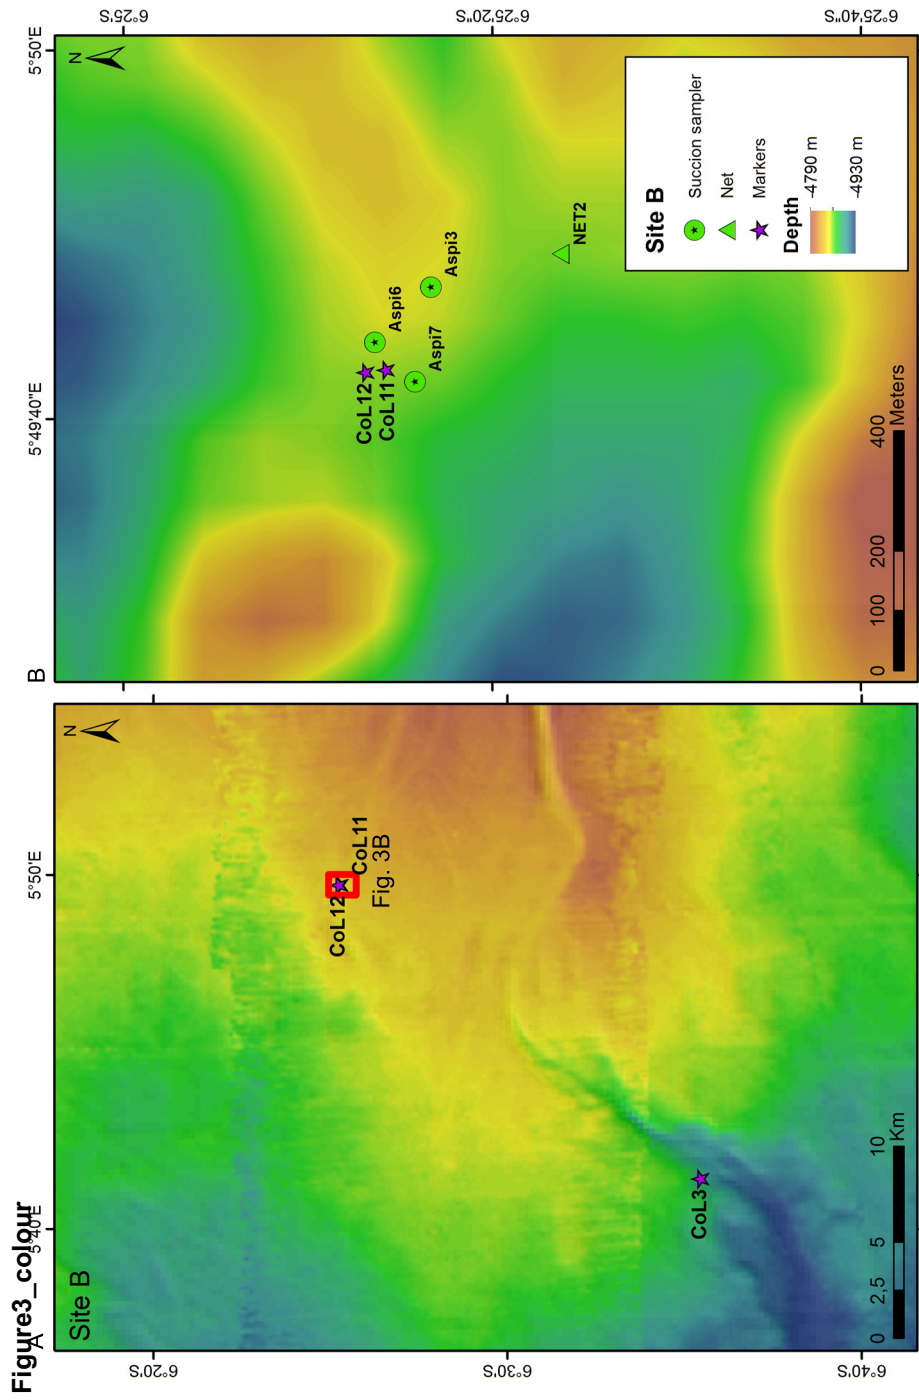 Figure3_colour
A
5°40'E
5°50'E
Site B
N
CoL12
CoL11
Fig. 3B
CoL3
0 2,5 5 10
Km
6°20'S
6°30'S
6°40'S
B
5°49'40"E
5°50'E
N
CoL12
CoL11
Aspi6
Aspi7
Aspi3
NET2
0 100 200 400
Meters
Site B
Succion sampler
Net
Markers
Depth
-4790 m
-4930 m
6°25'S
6°25'20"S
6°25'40"S